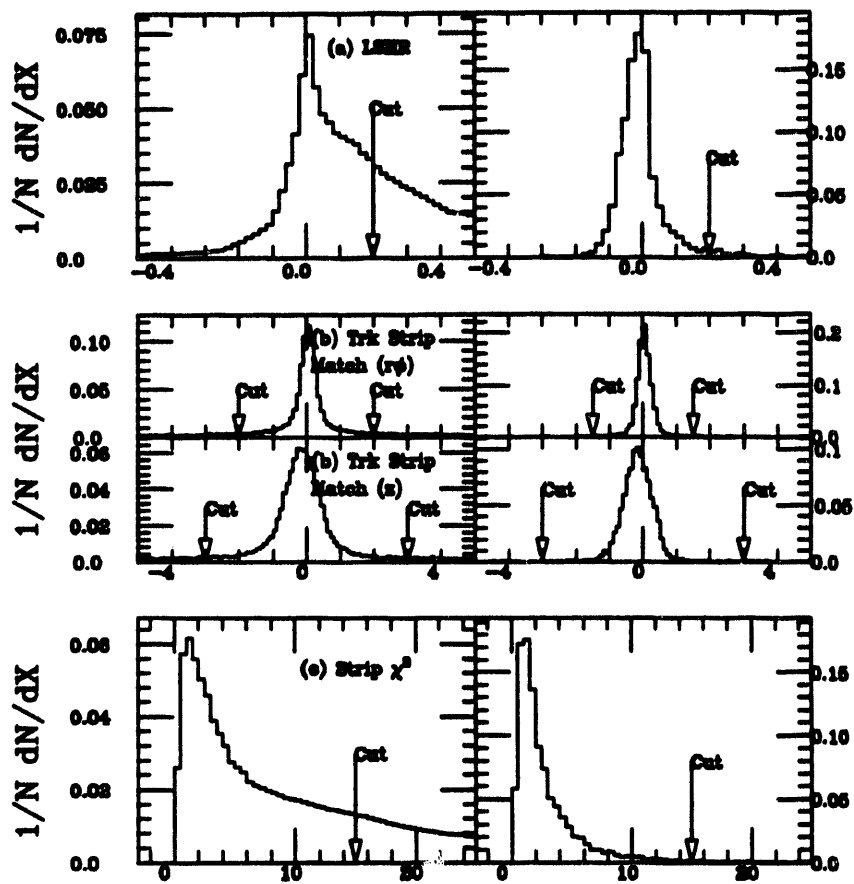 1/N dN/dX
0.075
0.050
0.025
0.0
(a) LSHR
Cut
Cut
0.15
0.10
0.05
0.0
-0.4 0.0 0.4
-0.4 0.0 0.4
1/N dN/dX
0.10
0.05
0.0
(b) Trk Strip
Match (rφ)
Cut Cut
Cut Cut
0.2
0.1
0.0
0.06
0.04
0.02
0.0
(b) Trk Strip
Match (z)
Cut Cut
Cut Cut
0.1
0.05
0.0
-4 0 4
-4 0 4
1/N dN/dX
0.06
0.04
0.02
0.0
(c) Strip χ²
Cut
Cut
0.15
0.10
0.05
0.0
0 10 20
0 10 20